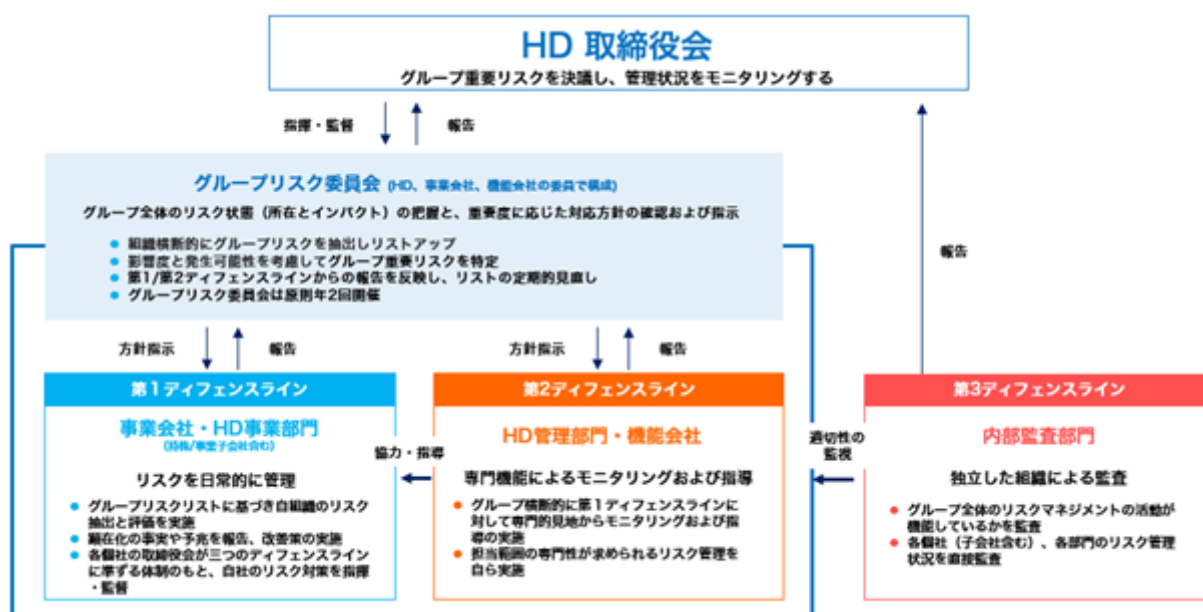 HD 取締役会
グループ重要リスクを決議し、管理状況をモニタリングする
指揮・監督
報告
グループリスク委員会 (HD、事業会社、機能会社の委員で構成)
グループ全体のリスク状態（所在とインパクト）の把握と、重要度に応じた対応方針の確認および指示
● 組織横断的にグループリスクを抽出しリストアップ
● 影響度と発生可能性を考慮してグループ重要リスクを特定
● 第1/第2ディフェンスラインからの報告を反映し、リストの定期的見直し
● グループリスク委員会は原則年2回開催
報告
方針指示
報告
方針指示
報告
第1ディフェンスライン
事業会社・HD事業部門
(特殊/事業子会社含む)
リスクを日常的に管理
● グループリスクリストに基づき自組織のリスク
抽出と評価を実施
● 顕在化の事実や予兆を報告、改善策の実施
● 各個社の取締役会が三つのディフェンスライン
に準ずる体制のもと、自社のリスク対策を指揮
・監督
協力・指導
第2ディフェンスライン
HD管理部門・機能会社
専門機能によるモニタリングおよび指導
● グループ横断的に第1ディフェンスラインに
対して専門的見地からモニタリングおよび指
導の実施
● 担当範囲の専門性が求められるリスク管理を
自ら実施
適切性の
監視
第3ディフェンスライン
内部監査部門
独立した組織による監査
● グループ全体のリスクマネジメントの活動が
機能しているかを監査
● 各個社（子会社含む）、各部門のリスク管理
状況を直接監査